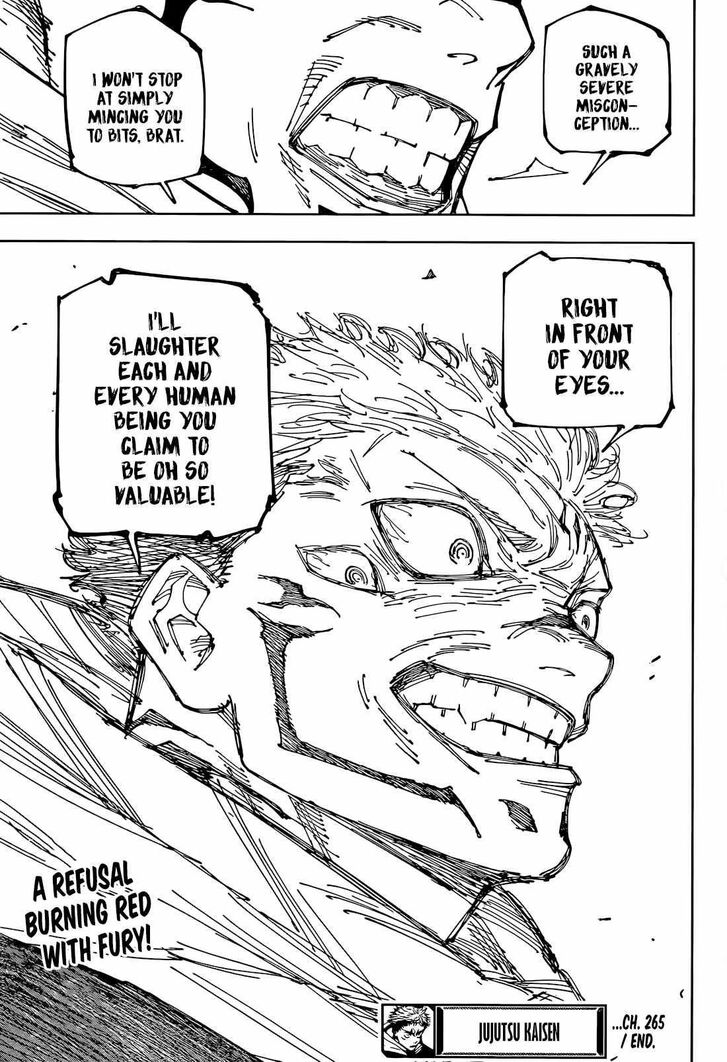 SUCH A
GRAVELY
SEVERE
MISCON-
CEPTION...
I WON'T STOP
AT SIMPLY
MINCING YOU
TO BITS, BRAT.
RIGHT
IN FRONT
OF YOUR
EYES...
I'LL
SLAUGHTER
EACH AND
EVERY HUMAN
BEING YOU
CLAIM TO
BE OH SO
VALUABLE!
A REFUSAL
BURNING RED
WITH FURY!
JUJUTSU KAISEN
...CH. 265
/ END.